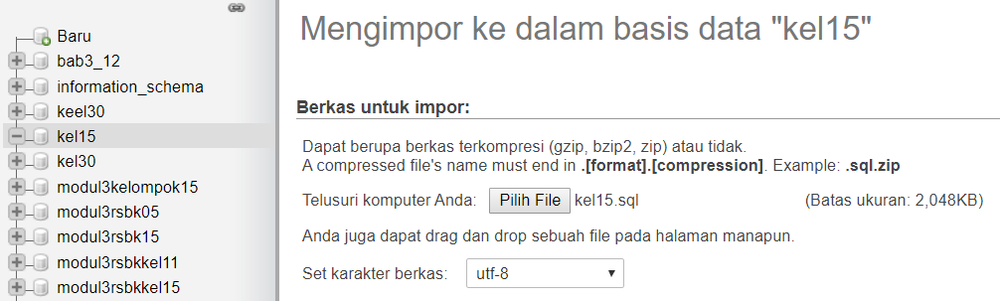 Mengimpor ke dalam basis data "kel15"
Baru
bab3_12
information_schema
keel30
kel15
kel30
modul3kelompok15
modul3rsbk05
modul3rsbk15
modul3rsbkkel11
modul3rsbkkel15
Berkas untuk impor:
Dapat berupa berkas terkompresi (gzip, bzip2, zip) atau tidak.
A compressed file's name must end in .[format].[compression]. Example: .sql.zip
Telusuri komputer Anda: Pilih File kel15.sql (Batas ukuran: 2,048KB)
Anda juga dapat drag dan drop sebuah file pada halaman manapun.
Set karakter berkas: utf-8